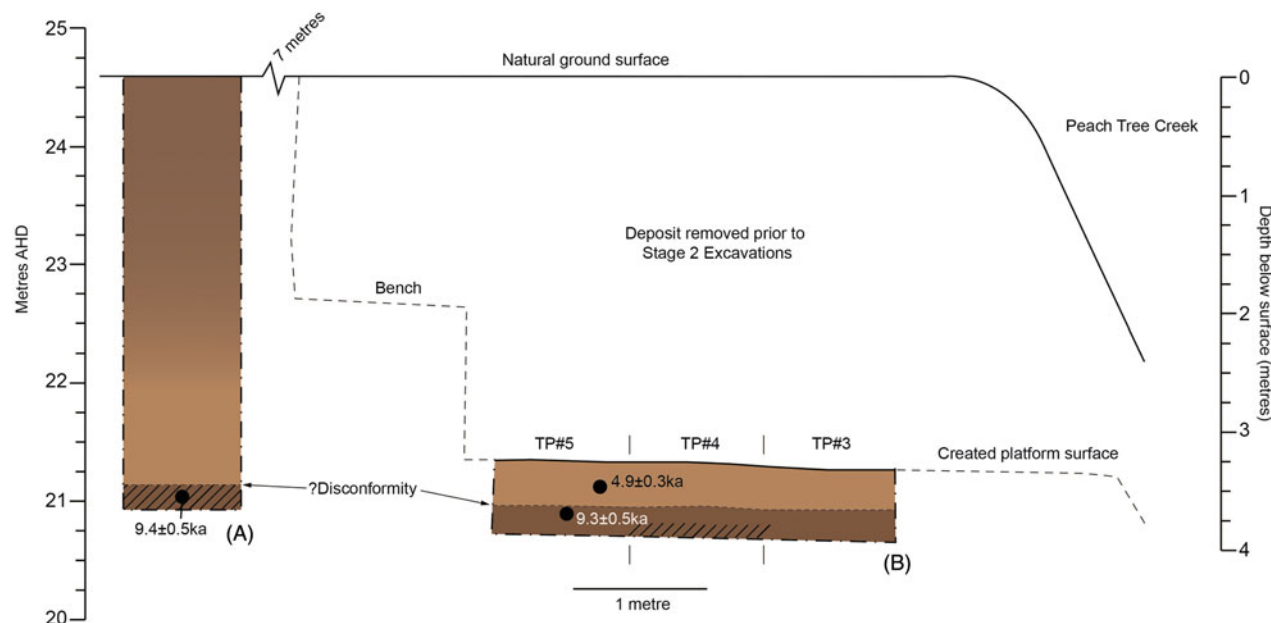 25
24
23
22
21
20
Metres AHD
7 metres
Natural ground surface
Peach Tree Creek
0
1
2
3
4
Depth below surface (metres)
Deposit removed prior to
Stage 2 Excavations
Bench
TP#5
TP#4
TP#3
Created platform surface
?Disconformity
4.9±0.3ka
9.3±0.5ka
9.4±0.5ka
(A)
(B)
1 metre